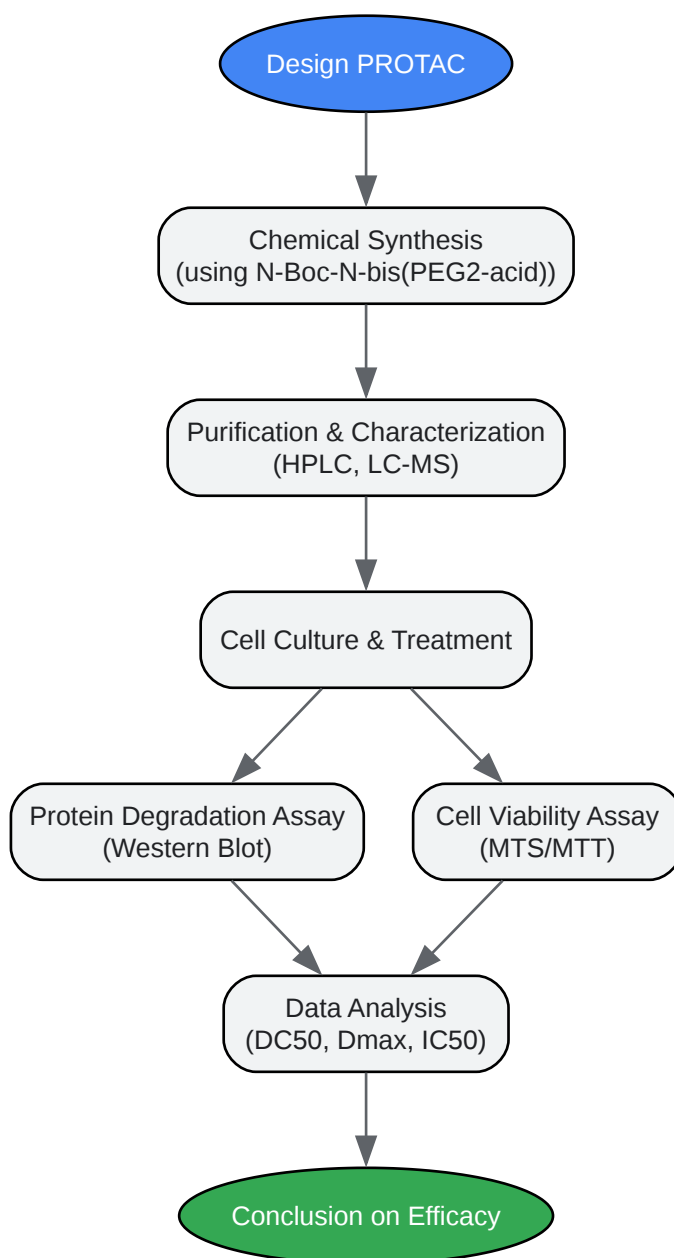 Design PROTAC
Chemical Synthesis
(using N-Boc-N-bis(PEG2-acid))
Purification & Characterization
(HPLC, LC-MS)
Cell Culture & Treatment
Protein Degradation Assay
(Western Blot)
Cell Viability Assay
(MTS/MTT)
Data Analysis
(DC50, Dmax, IC50)
Conclusion on Efficacy